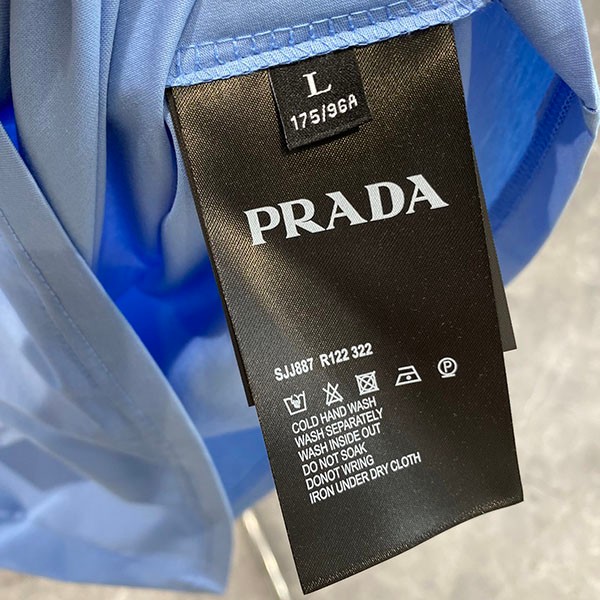 L
175/96A
PRADA
SJJ887 R122 322
COLD HAND WASH
WASH SEPARATELY
WASH INSIDE OUT
DO NOT SOAK
DONOT WRING
IRON UNDER DRY CLOTH